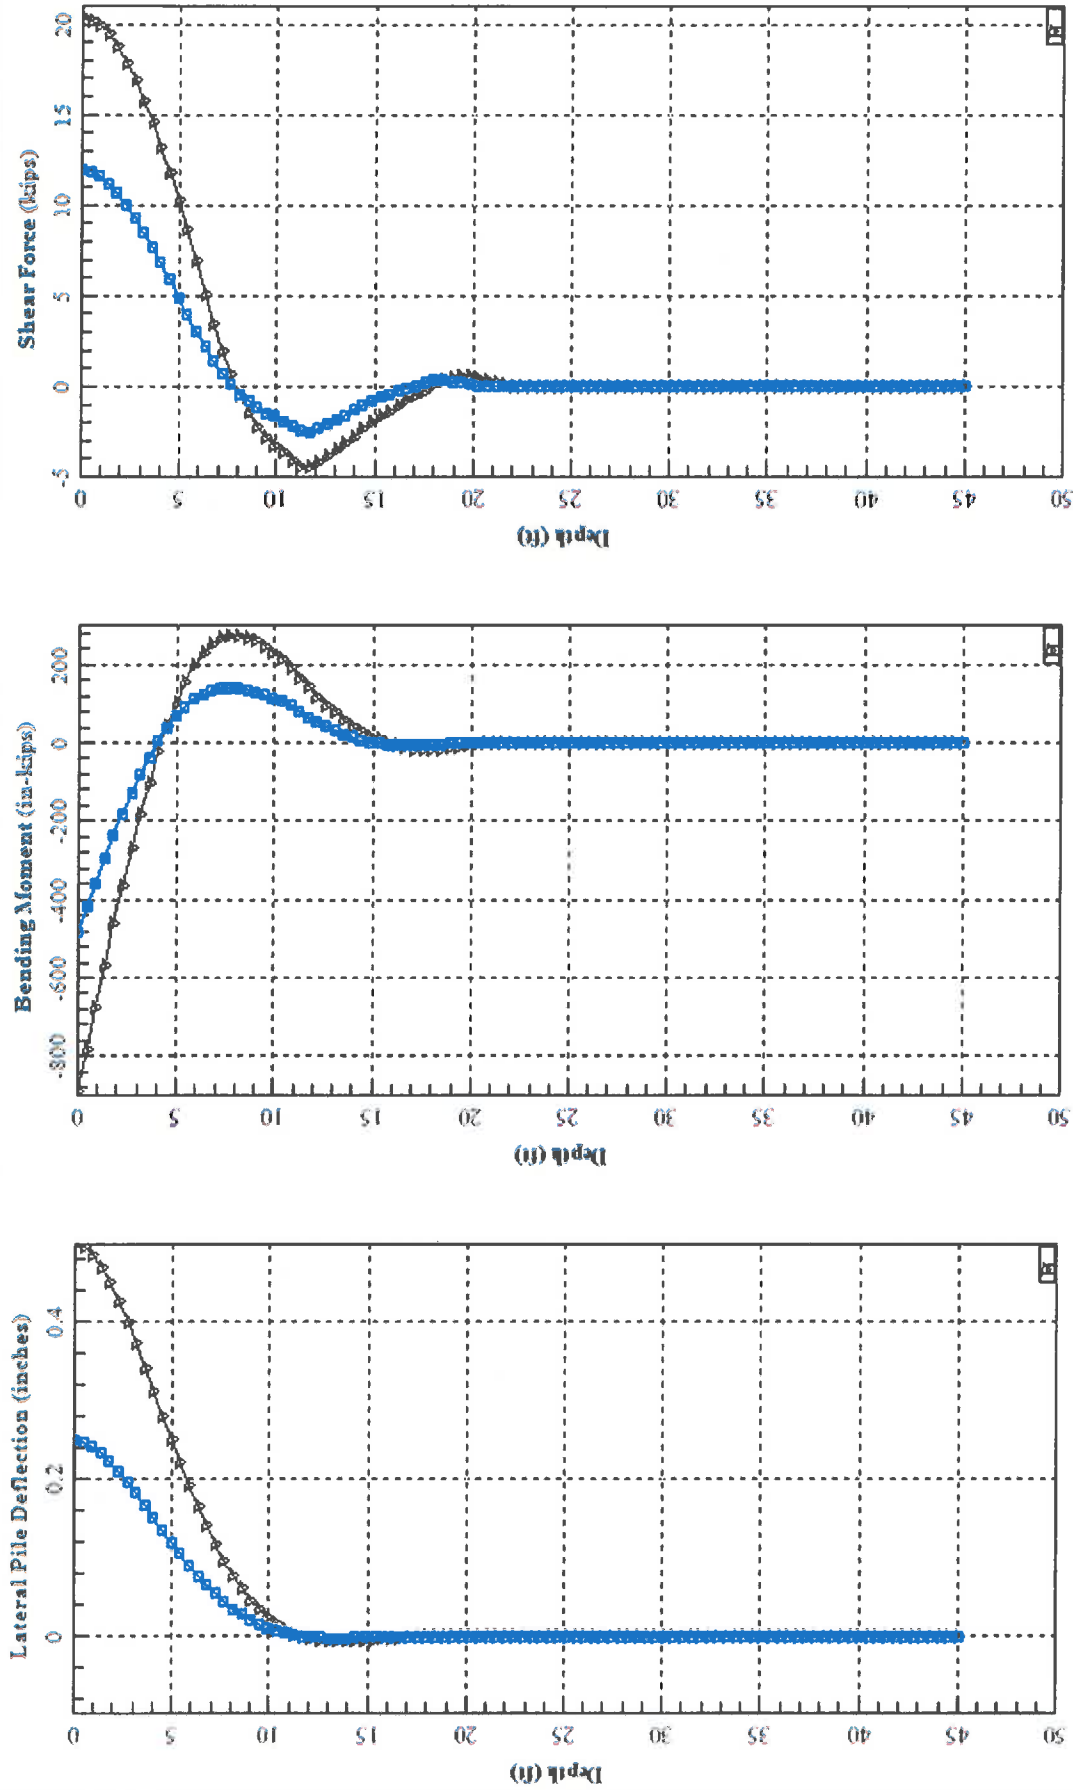 Shear Force (kips)
-5 0 5 10 15 20
0 5 10 15 20 25 30 35 40 45 50
Depth (ft)
Bending Moment (in-kips)
-800 -600 -400 -200 0 200
0 5 10 15 20 25 30 35 40 45 50
Depth (ft)
Lateral Pile Deflection (inches)
0 0.2 0.4
0 5 10 15 20 25 30 35 40 45 50
Depth (ft)